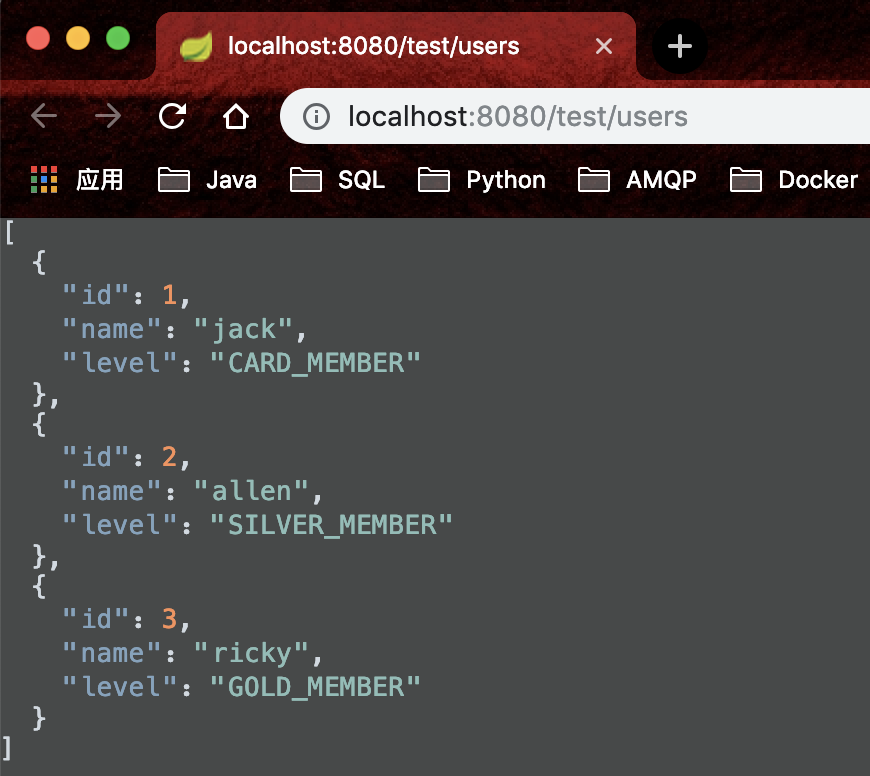 localhost:8080/test/users
localhost:8080/test/users
应用 Java SQL Python AMQP Docker
[
  {
    "id": 1,
    "name": "jack",
    "level": "CARD_MEMBER"
  },
  {
    "id": 2,
    "name": "allen",
    "level": "SILVER_MEMBER"
  },
  {
    "id": 3,
    "name": "ricky",
    "level": "GOLD_MEMBER"
  }
]